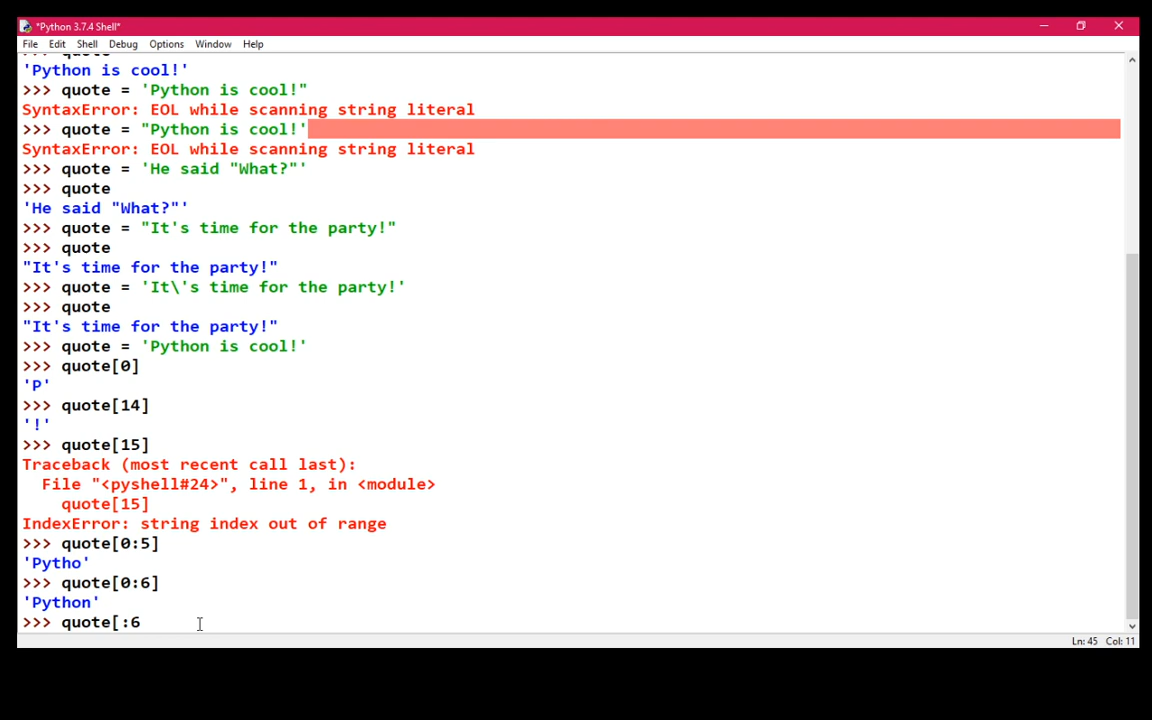 *Python 3.7.4 Shell*
File Edit Shell Debug Options Window Help
>>> quote
'Python is cool!'
>>> quote = 'Python is cool!"
SyntaxError: EOL while scanning string literal
>>> quote = "Python is cool!'
SyntaxError: EOL while scanning string literal
>>> quote = 'He said "What?"'
>>> quote
'He said "What?"'
>>> quote = "It's time for the party!"
>>> quote
"It's time for the party!"
>>> quote = 'It\'s time for the party!'
>>> quote
"It's time for the party!"
>>> quote = 'Python is cool!'
>>> quote[0]
'P'
>>> quote[14]
'!'
>>> quote[15]
Traceback (most recent call last):
  File "<pyshell#24>", line 1, in <module>
    quote[15]
IndexError: string index out of range
>>> quote[0:5]
'Pytho'
>>> quote[0:6]
'Python'
>>> quote[:6
Ln: 45 Col: 11